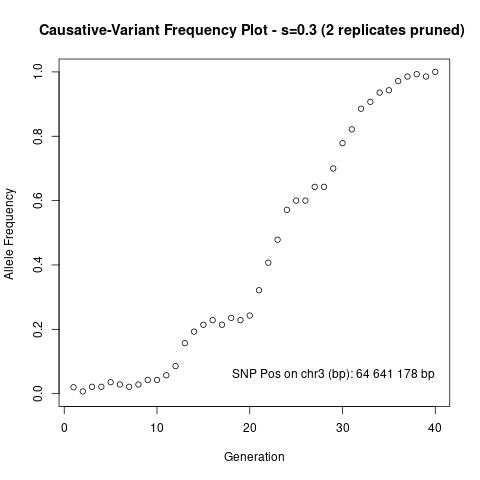 Causative-Variant Frequency Plot - s=0.3 (2 replicates pruned)
Allele Frequency
1.0
0.8
0.6
0.4
0.2
0.0
SNP Pos on chr3 (bp): 64 641 178 bp
0 10 20 30 40
Generation